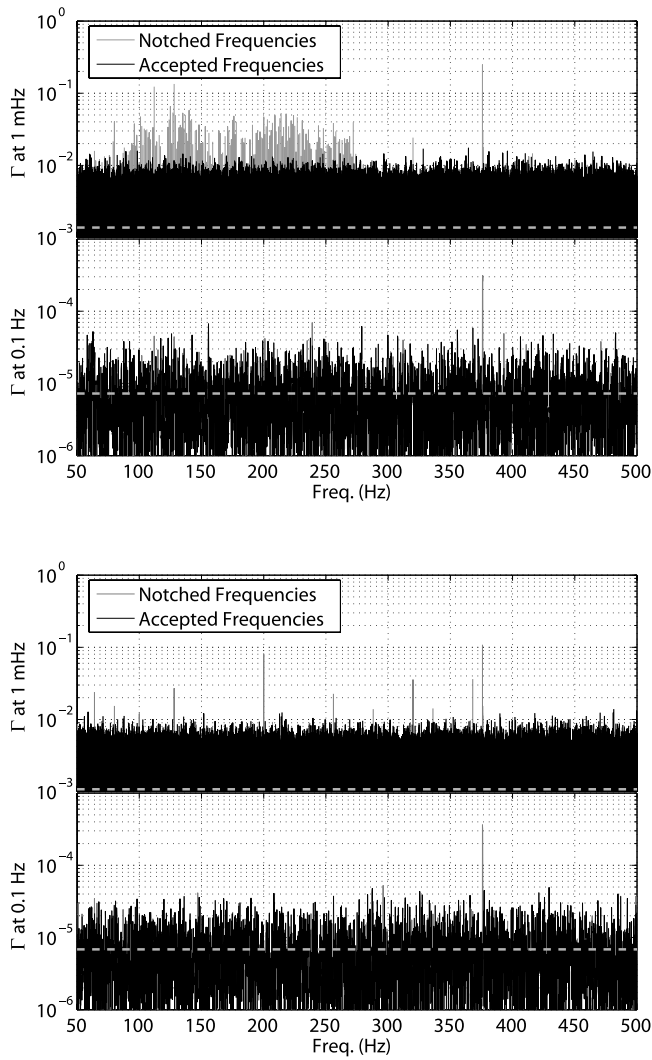 10^0
Notched Frequencies
Accepted Frequencies
10^−1
Γ at 1 mHz
10^−2
10^−3
10^−4
Γ at 0.1 Hz
10^−5
10^−6
50 100 150 200 250 300 350 400 450 500
Freq. (Hz)
10^0
Notched Frequencies
Accepted Frequencies
10^−1
Γ at 1 mHz
10^−2
10^−3
10^−4
Γ at 0.1 Hz
10^−5
10^−6
50 100 150 200 250 300 350 400 450 500
Freq. (Hz)